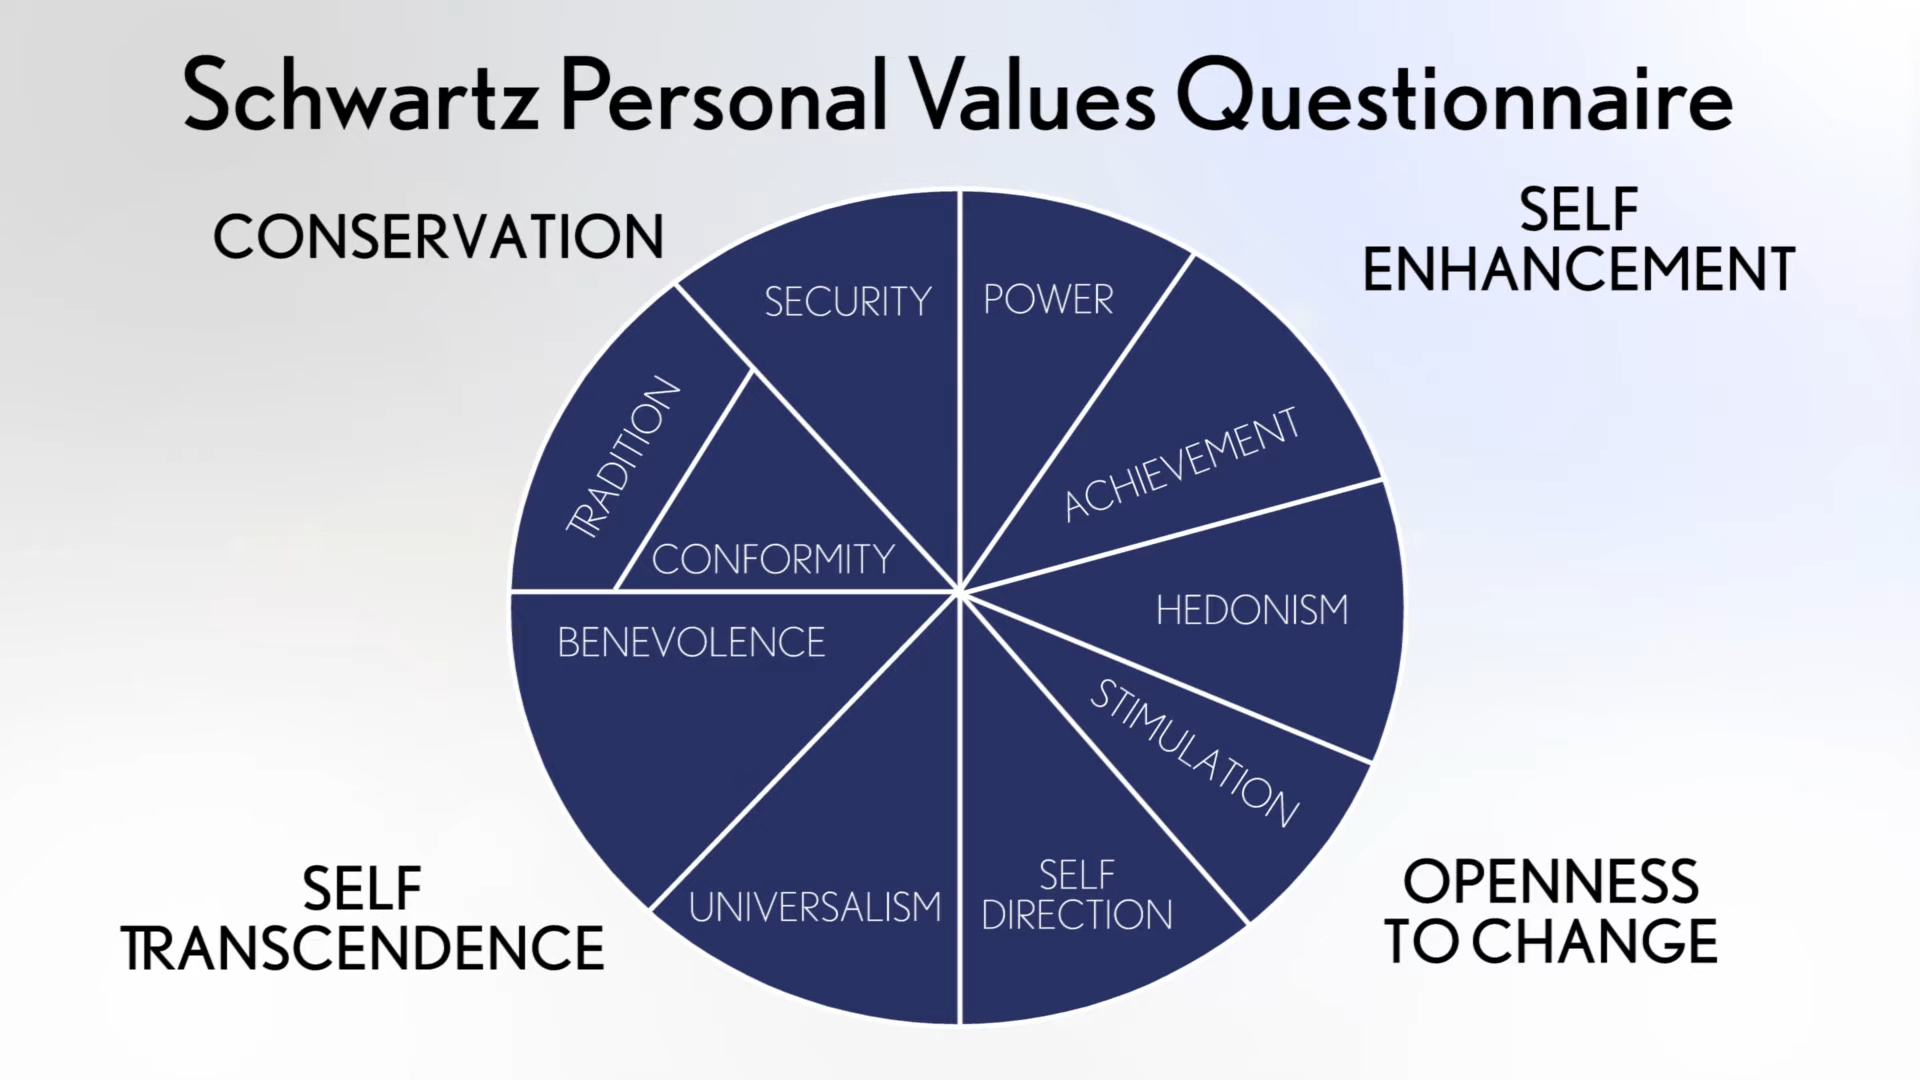 Schwartz Personal Values Questionnaire
CONSERVATION
SELF
ENHANCEMENT
SECURITY
POWER
TRADITION
ACHIEVEMENT
CONFORMITY
HEDONISM
BENEVOLENCE
STIMULATION
UNIVERSALISM
SELF
DIRECTION
SELF
TRANSCENDENCE
OPENNESS
TO CHANGE